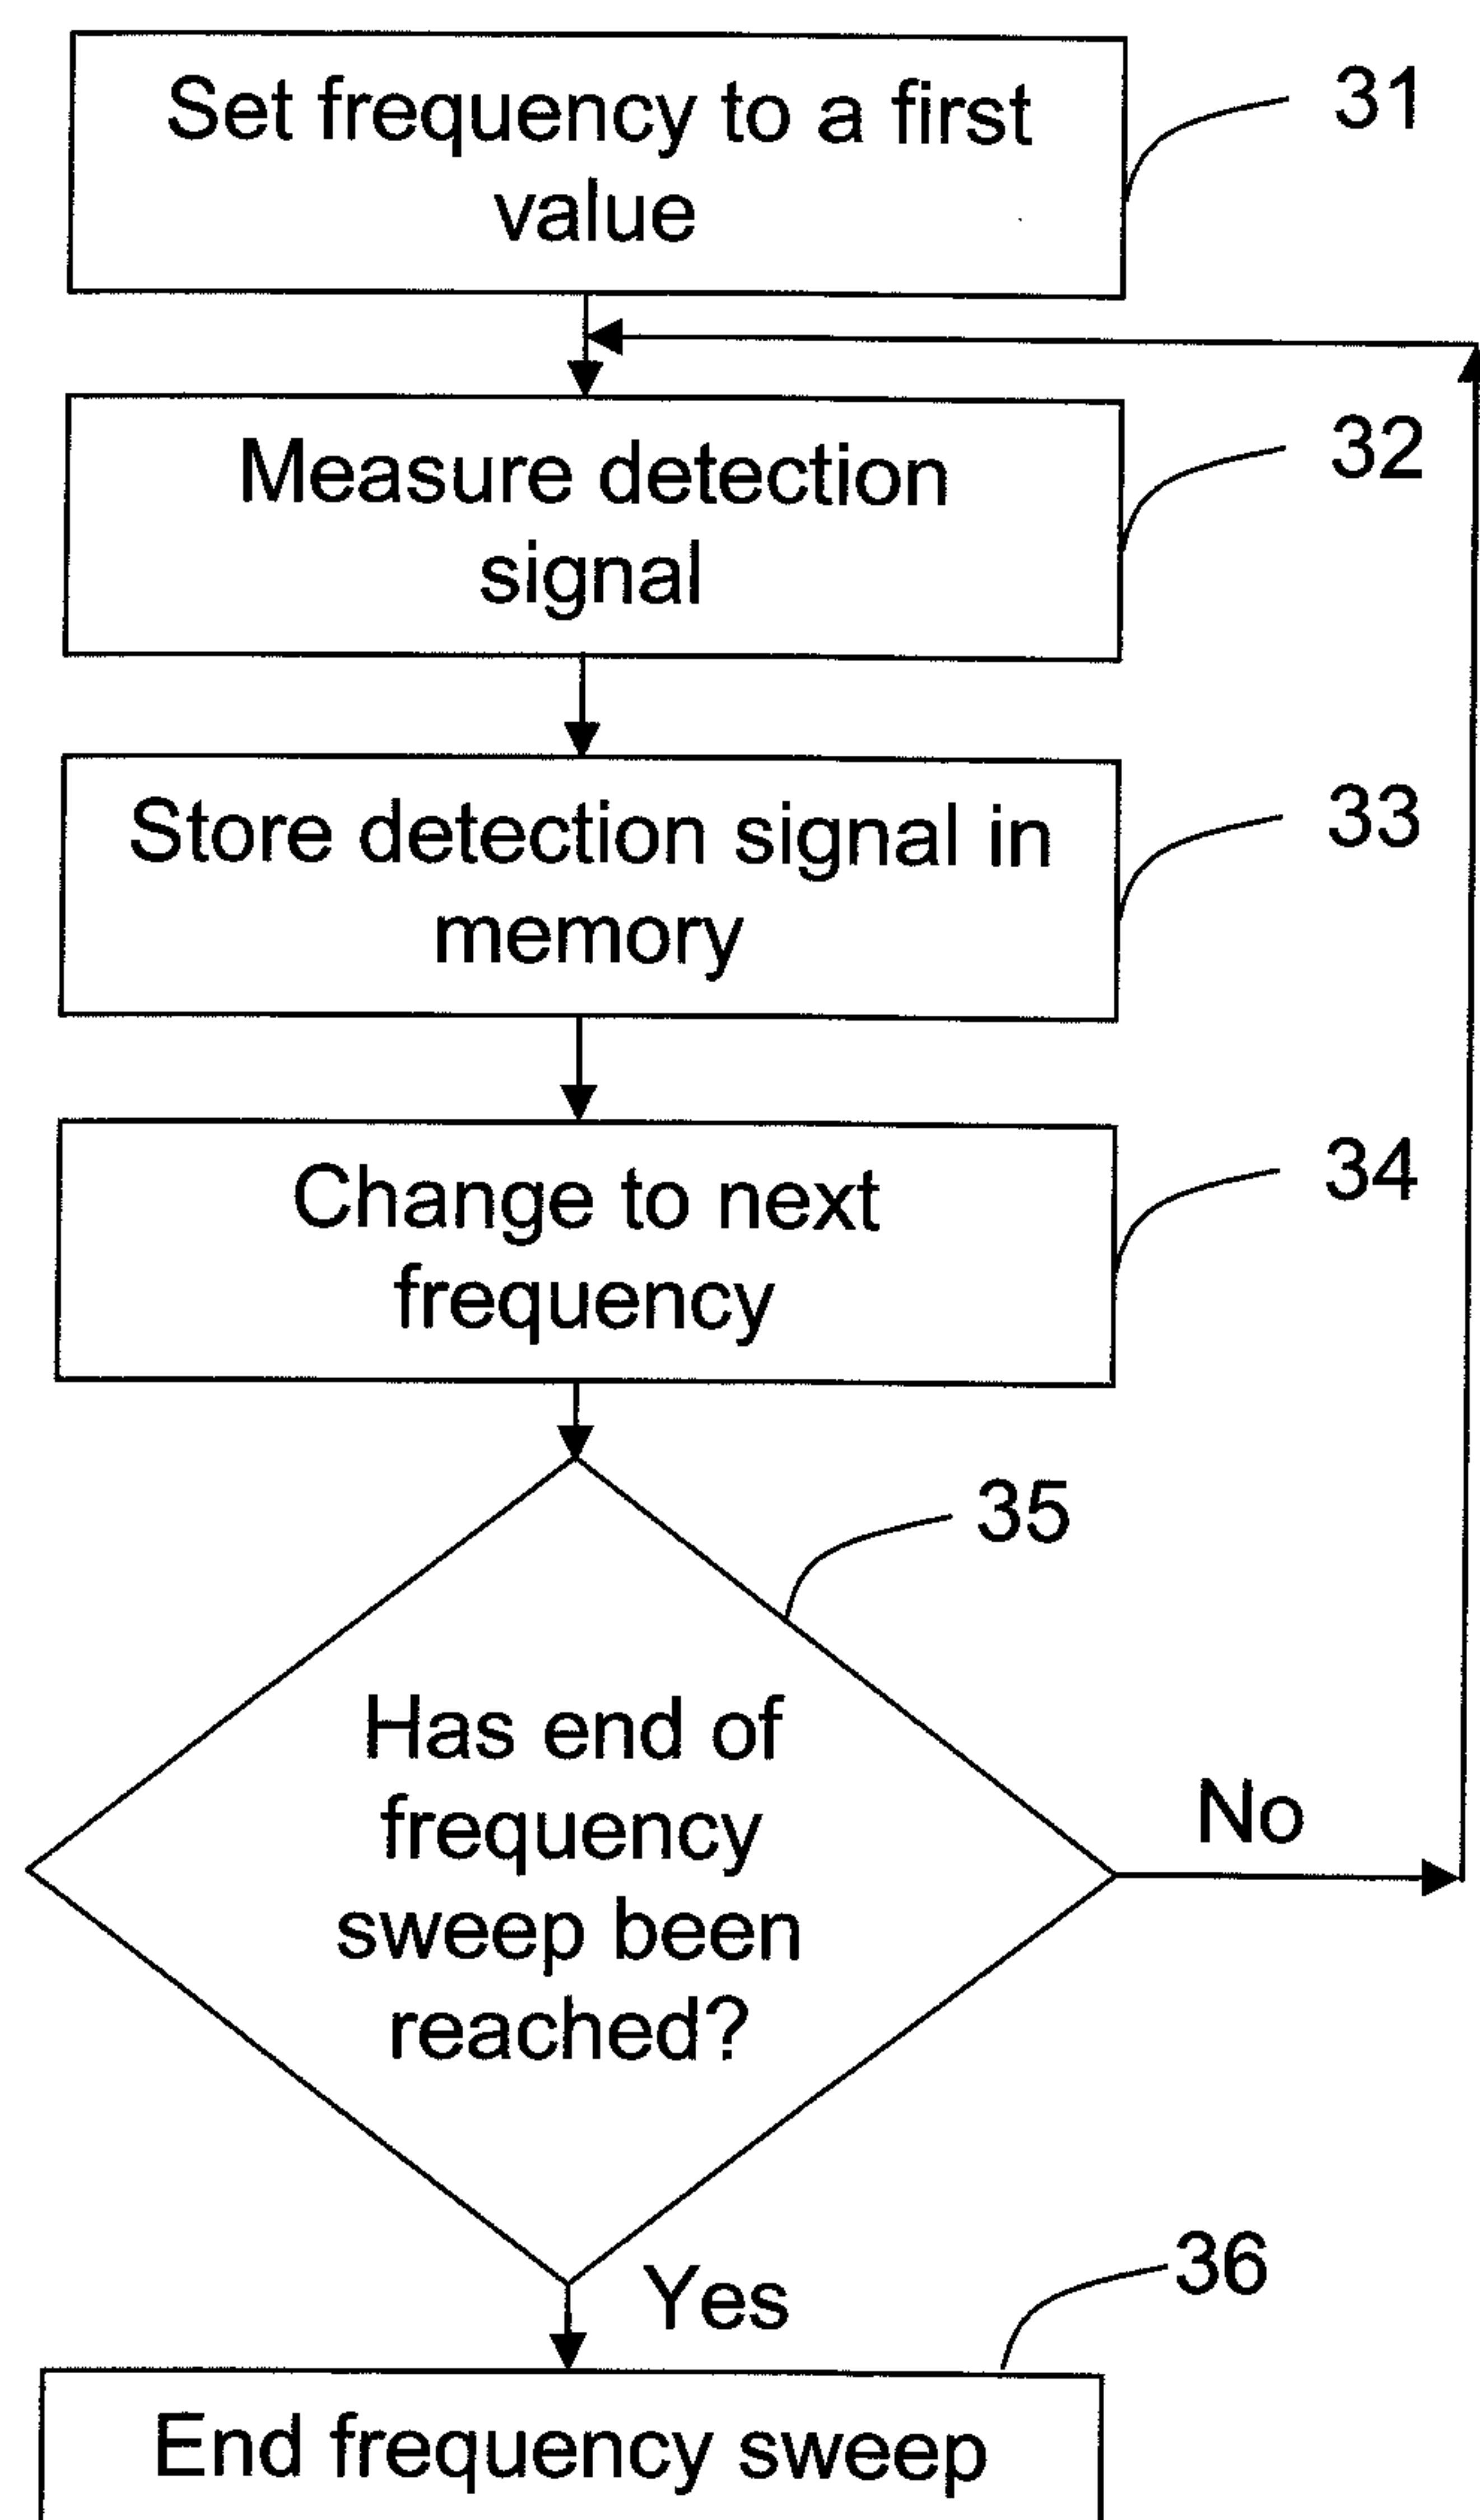 Set frequency to a first
value
31
Measure detection
signal
32
Store detection signal in
memory
33
Change to next
frequency
34
35
Has end of
frequency
sweep been
reached?
No
Yes
36
End frequency sweep